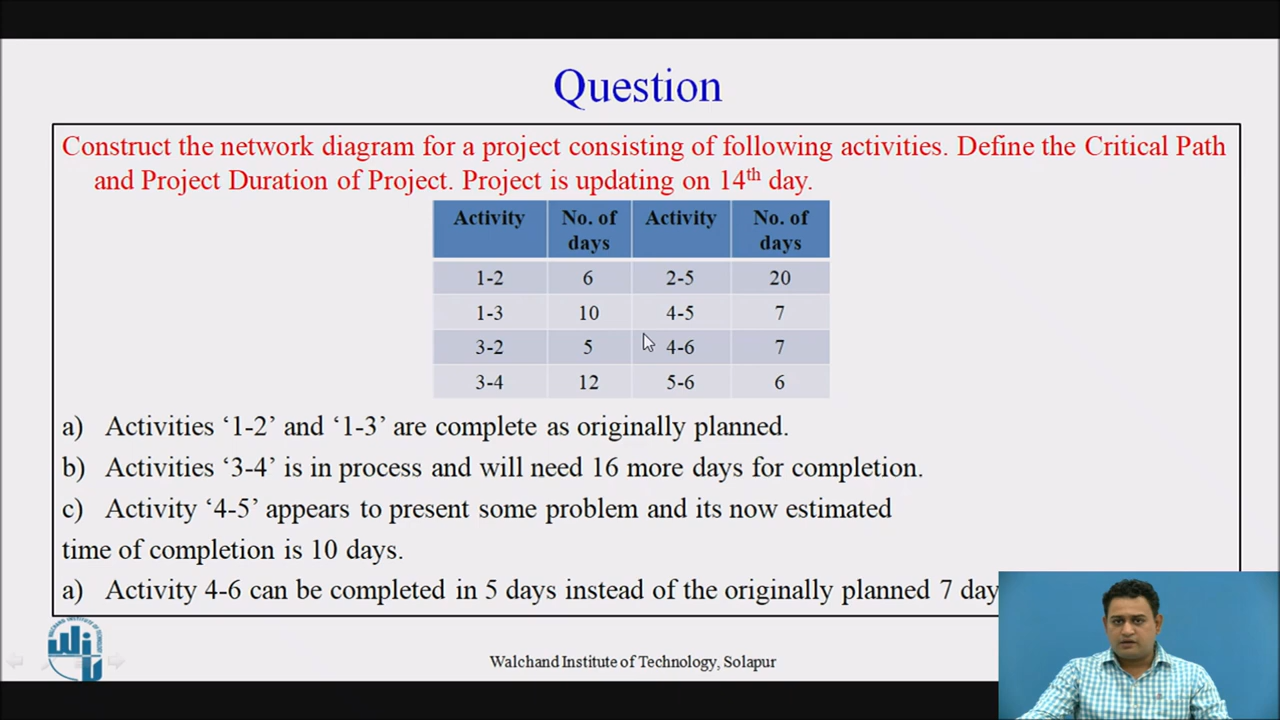 Question
Construct the network diagram for a project consisting of following activities. Define the Critical Path
and Project Duration of Project. Project is updating on 14th day.
Activity No. of days Activity No. of days
1-2 6 2-5 20
1-3 10 4-5 7
3-2 5 4-6 7
3-4 12 5-6 6
a) Activities ‘1-2’ and ‘1-3’ are complete as originally planned.
b) Activities ‘3-4’ is in process and will need 16 more days for completion.
c) Activity ‘4-5’ appears to present some problem and its now estimated
time of completion is 10 days.
a) Activity 4-6 can be completed in 5 days instead of the originally planned 7 day
Walchand Institute of Technology, Solapur